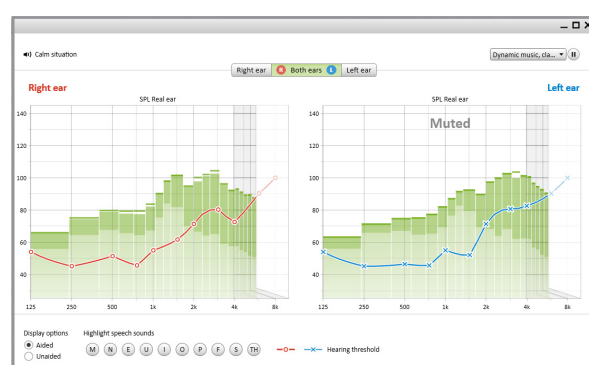 Calm situation
Dynamic music, cla...
Right ear R Both ears L Left ear
Right ear
Left ear
SPL Real ear
SPL Real ear
Muted
140
120
100
80
60
40
125 250 500 1k 2k 4k 8k
140
120
100
80
60
40
125 250 500 1k 2k 4k 8k
Display options
Highlight speech sounds
Aided
Unaided
M N E U I O P F S TH
Hearing threshold